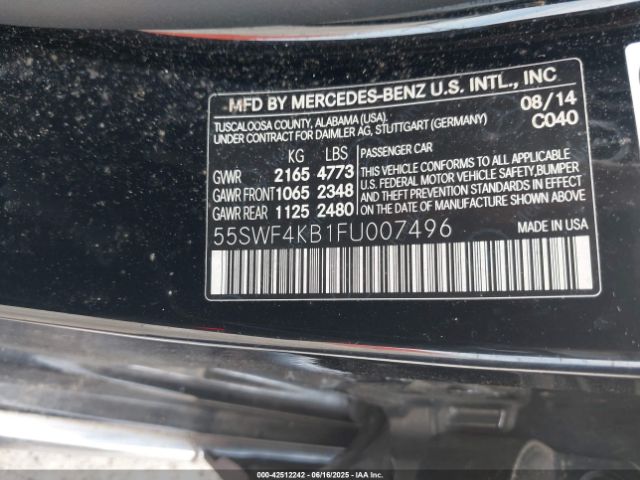 MFD BY MERCEDES-BENZ U.S. INTL., INC
TUSCALOOSA COUNTY, ALABAMA (USA). 08/14
UNDER CONTRACT FOR DAIMLER AG, STUTTGART (GERMANY) C040
KG LBS PASSENGER CAR
GVWR 2165 4773 THIS VEHICLE CONFORMS TO ALL APPLICABLE
GAWR FRONT 1065 2348 U.S. FEDERAL MOTOR VEHICLE SAFETY, BUMPER
GAWR REAR 1125 2480 AND THEFT PREVENTION STANDARDS IN EFFECT
ON THE DATE OF MANUFACTURE SHOWN ABOVE.
55SWF4KB1FU007496 MADE IN USA
000-42512242 - 06/16/2025 - COPYRIGHT IAA, LLC